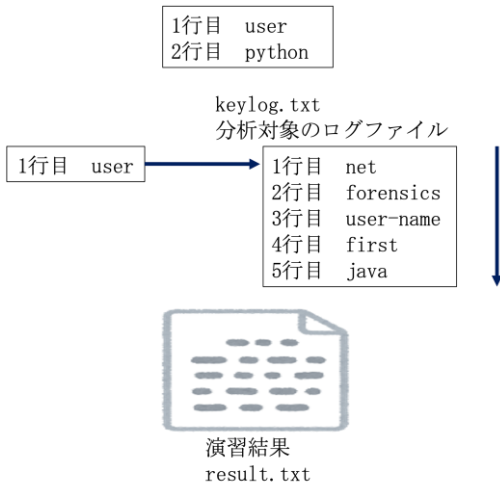 1行目 user
2行目 python
keylog.txt
分析対象のログファイル
1行目 user
1行目 net
2行目 forensics
3行目 user-name
4行目 first
5行目 java
演習結果
result.txt